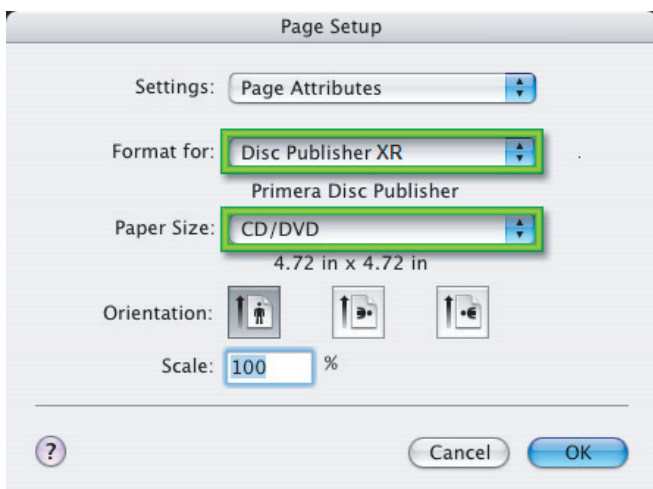 Page Setup
Settings: Page Attributes
Format for: Disc Publisher XR
Primera Disc Publisher
Paper Size: CD/DVD
4.72 in x 4.72 in
Orientation:
Scale: 100 %
? Cancel OK